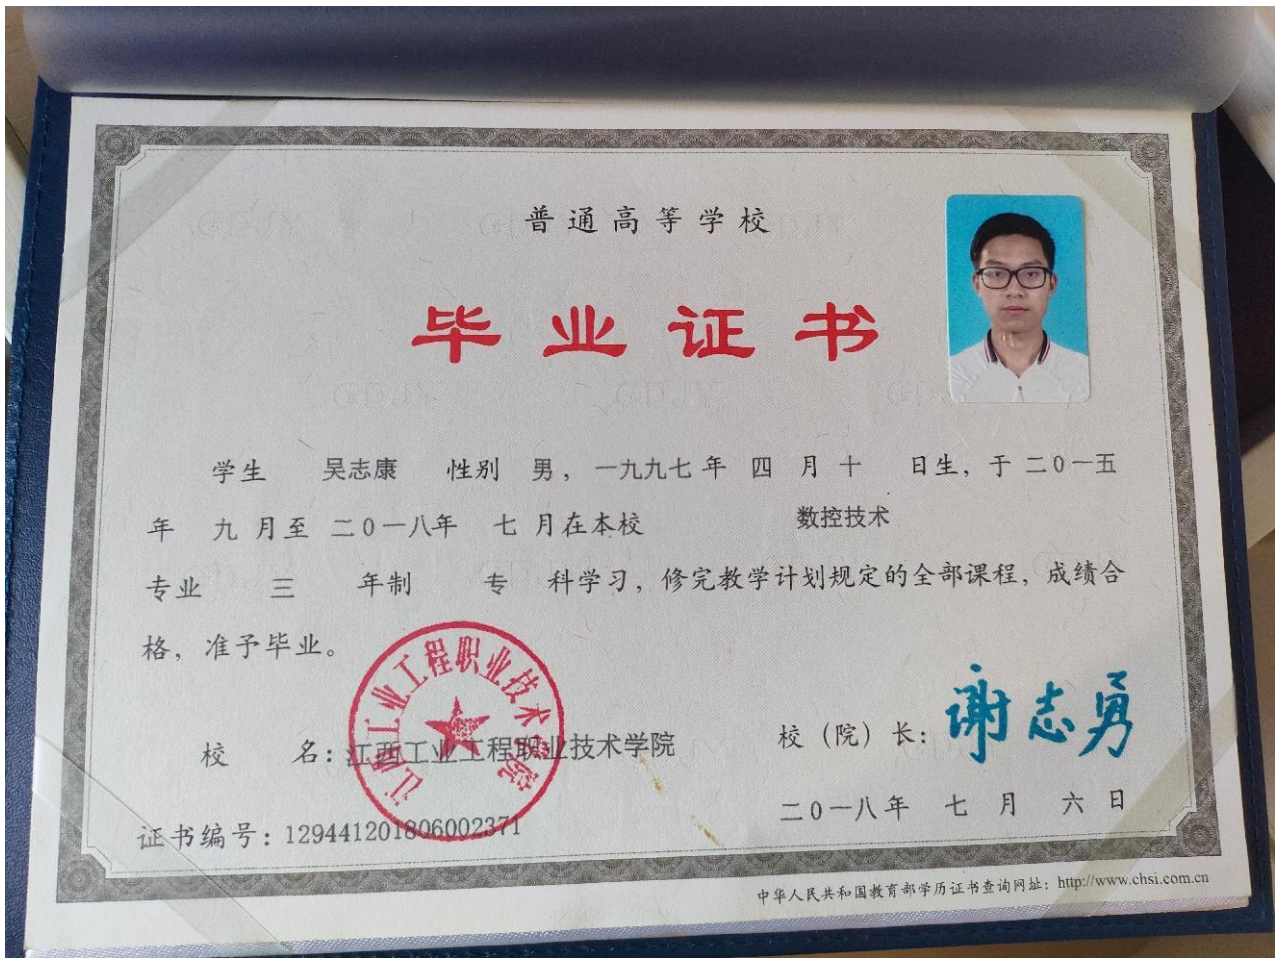 普通高等学校
毕业证书
学生 吴志康 性别 男，一九九七年 四 月 十 日生，于二0一五
年 九 月至 二0一八年 七 月在本校 数控技术
专业 三 年制 专 科学习，修完教学计划规定的全部课程，成绩合
格，准予毕业。
江西工业工程职业技术学院
校 名：江西工业工程职业技术学院
校（院）长：谢志勇
二0一八年 七 月 六 日
证书编号：129441201806002371
中华人民共和国教育部学历证书查询网址：http://www.chsi.com.cn